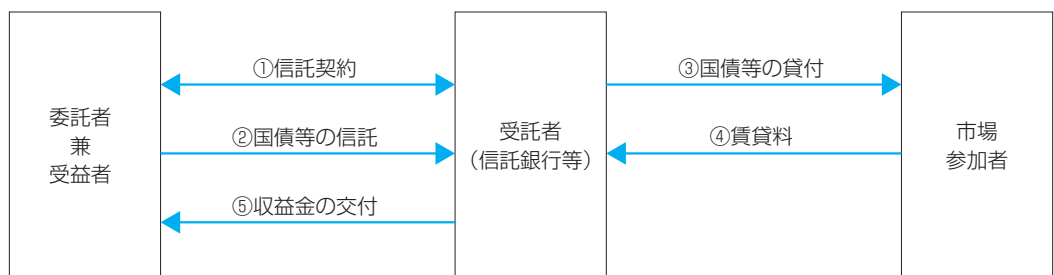 委託者
兼
受益者
①信託契約
②国債等の信託
⑤収益金の交付
受託者
(信託銀行等)
③国債等の貸付
④賃貸料
市場
参加者